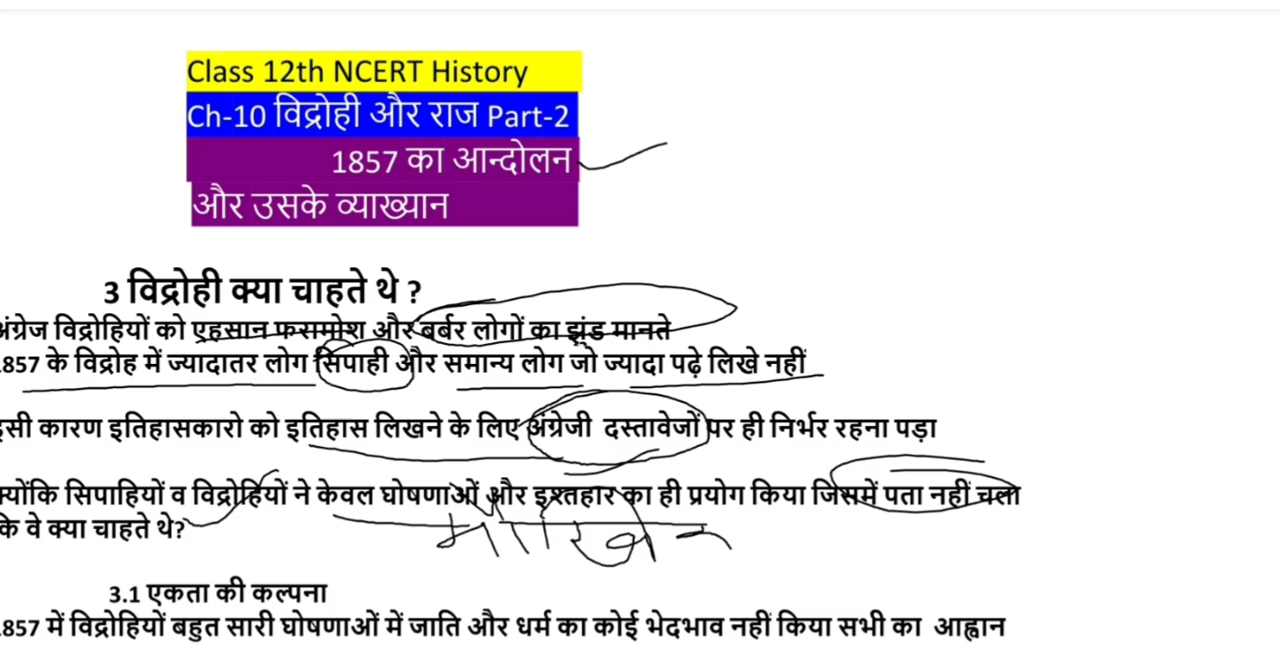 Class 12th NCERT History
Ch-10 विद्रोही और राज Part-2
1857 का आन्दोलन
और उसके व्याख्यान
3 विद्रोही क्या चाहते थे ?
अंग्रेज विद्रोहियों को एहसान फरामोश और बर्बर लोगों का झुंड मानते
857 के विद्रोह में ज्यादातर लोग सिपाही और समान्य लोग जो ज्यादा पढ़े लिखे नहीं
इसी कारण इतिहासकारो को इतिहास लिखने के लिए अंग्रेजी दस्तावेजों पर ही निर्भर रहना पड़ा
क्योंकि सिपाहियों व विद्रोहियों ने केवल घोषणाओं और इश्तहार का ही प्रयोग किया जिसमें पता नहीं चला
कि वे क्या चाहते थे?
3.1 एकता की कल्पना
857 में विद्रोहियों बहुत सारी घोषणाओं में जाति और धर्म का कोई भेदभाव नहीं किया सभी का आह्वान